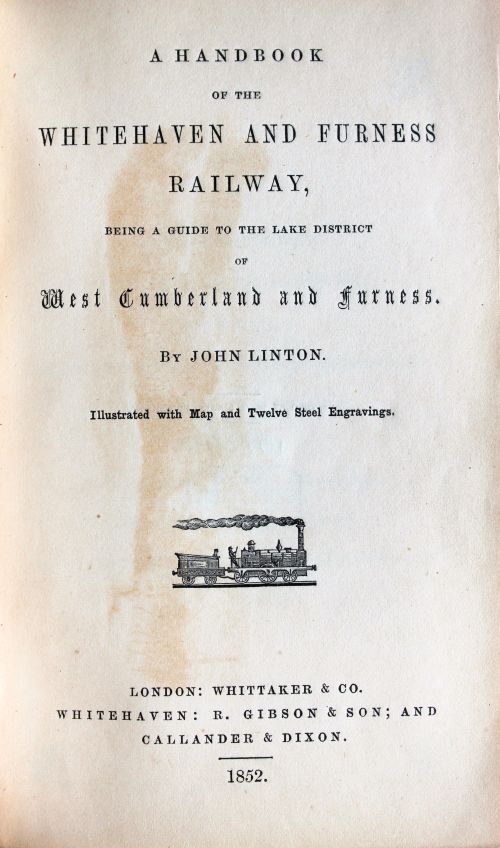 A HANDBOOK
OF THE
WHITEHAVEN AND FURNESS
RAILWAY,
BEING A GUIDE TO THE LAKE DISTRICT
OF
West Cumberland and Furness.
BY JOHN LINTON.
Illustrated with Map and Twelve Steel Engravings.
LONDON: WHITTAKER & CO.
WHITEHAVEN: R. GIBSON & SON; AND
CALLANDER & DIXON.
1852.